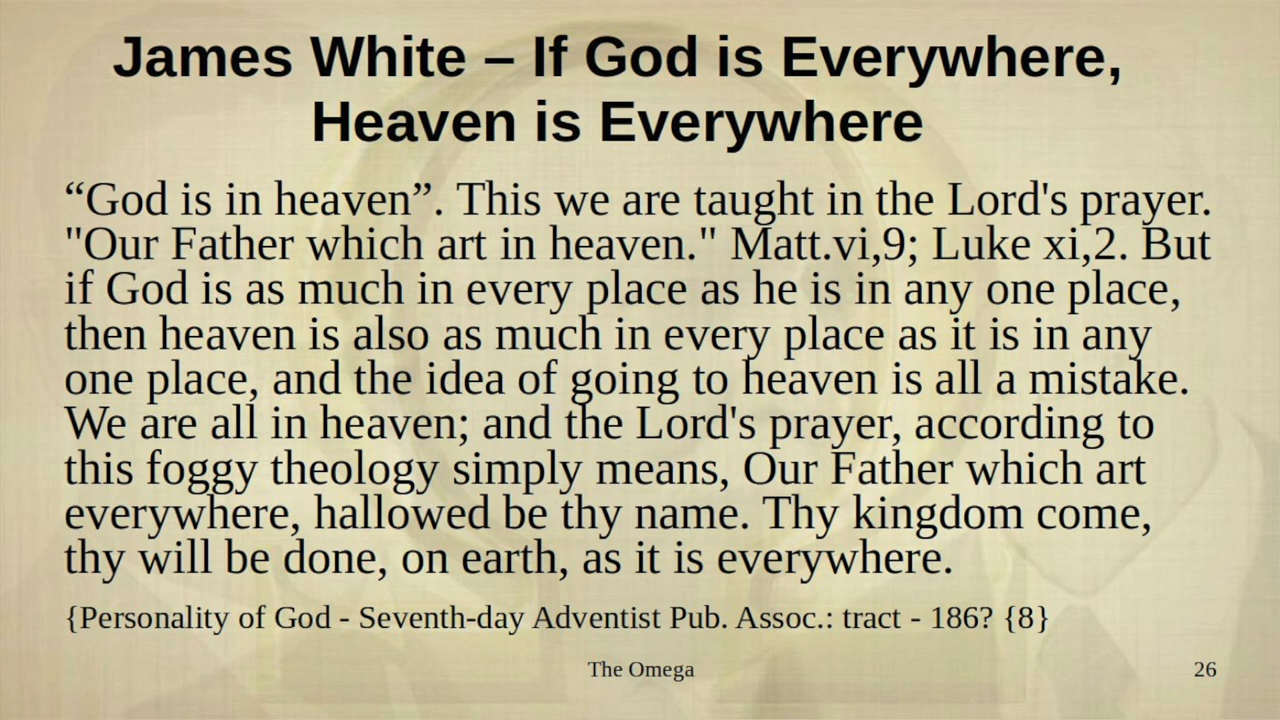 James White – If God is Everywhere,
Heaven is Everywhere
“God is in heaven”. This we are taught in the Lord's prayer.
"Our Father which art in heaven." Matt.vi,9; Luke xi,2. But
if God is as much in every place as he is in any one place,
then heaven is also as much in every place as it is in any
one place, and the idea of going to heaven is all a mistake.
We are all in heaven; and the Lord's prayer, according to
this foggy theology simply means, Our Father which art
everywhere, hallowed be thy name. Thy kingdom come,
thy will be done, on earth, as it is everywhere.
{Personality of God - Seventh-day Adventist Pub. Assoc.: tract - 186? {8}
The Omega
26